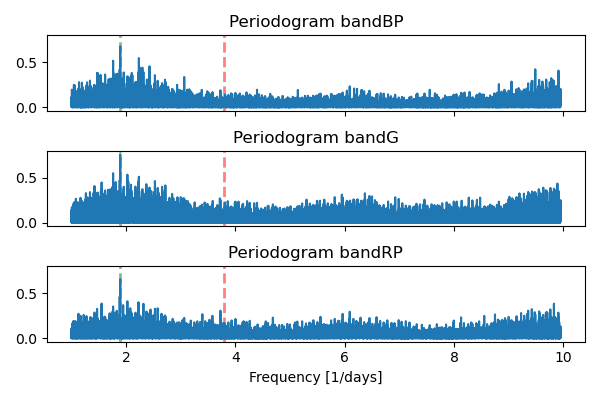 Periodogram bandBP
0.5
0.0
Periodogram bandG
0.5
0.0
Periodogram bandRP
0.5
0.0
2 4 6 8 10
Frequency [1/days]